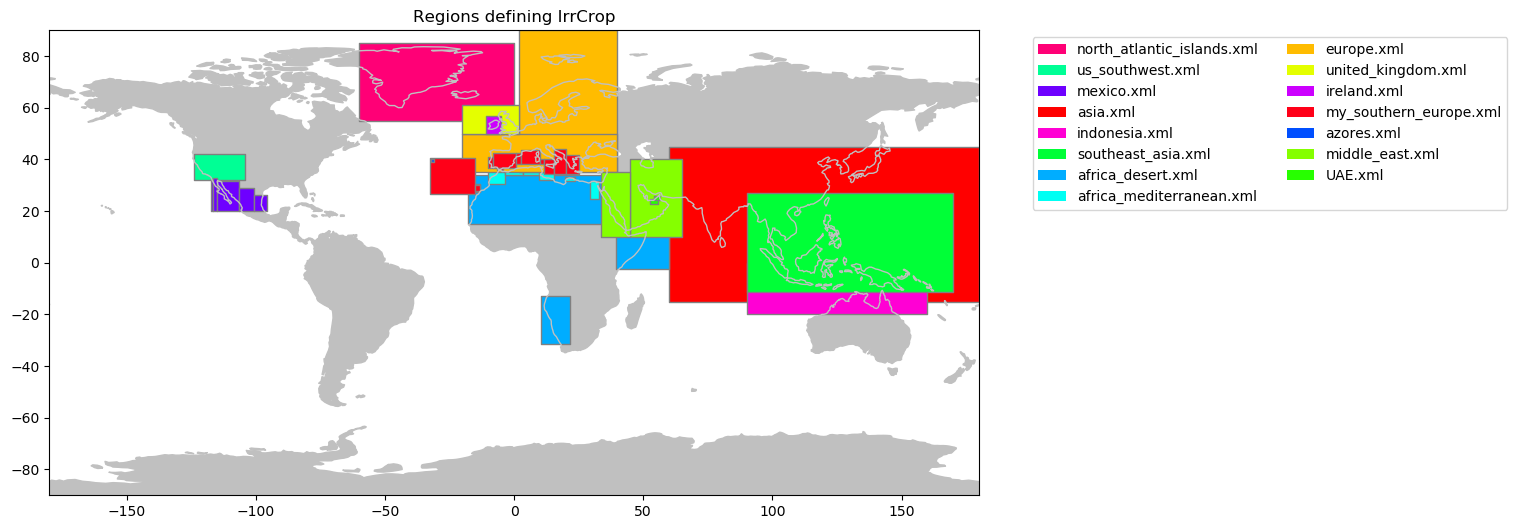 Regions defining IrrCrop
80
60
40
20
0
−20
−40
−60
−80
−150
−100
−50
0
50
100
150
north_atlantic_islands.xml
us_southwest.xml
mexico.xml
asia.xml
indonesia.xml
southeast_asia.xml
africa_desert.xml
africa_mediterranean.xml
europe.xml
united_kingdom.xml
ireland.xml
my_southern_europe.xml
azores.xml
middle_east.xml
UAE.xml